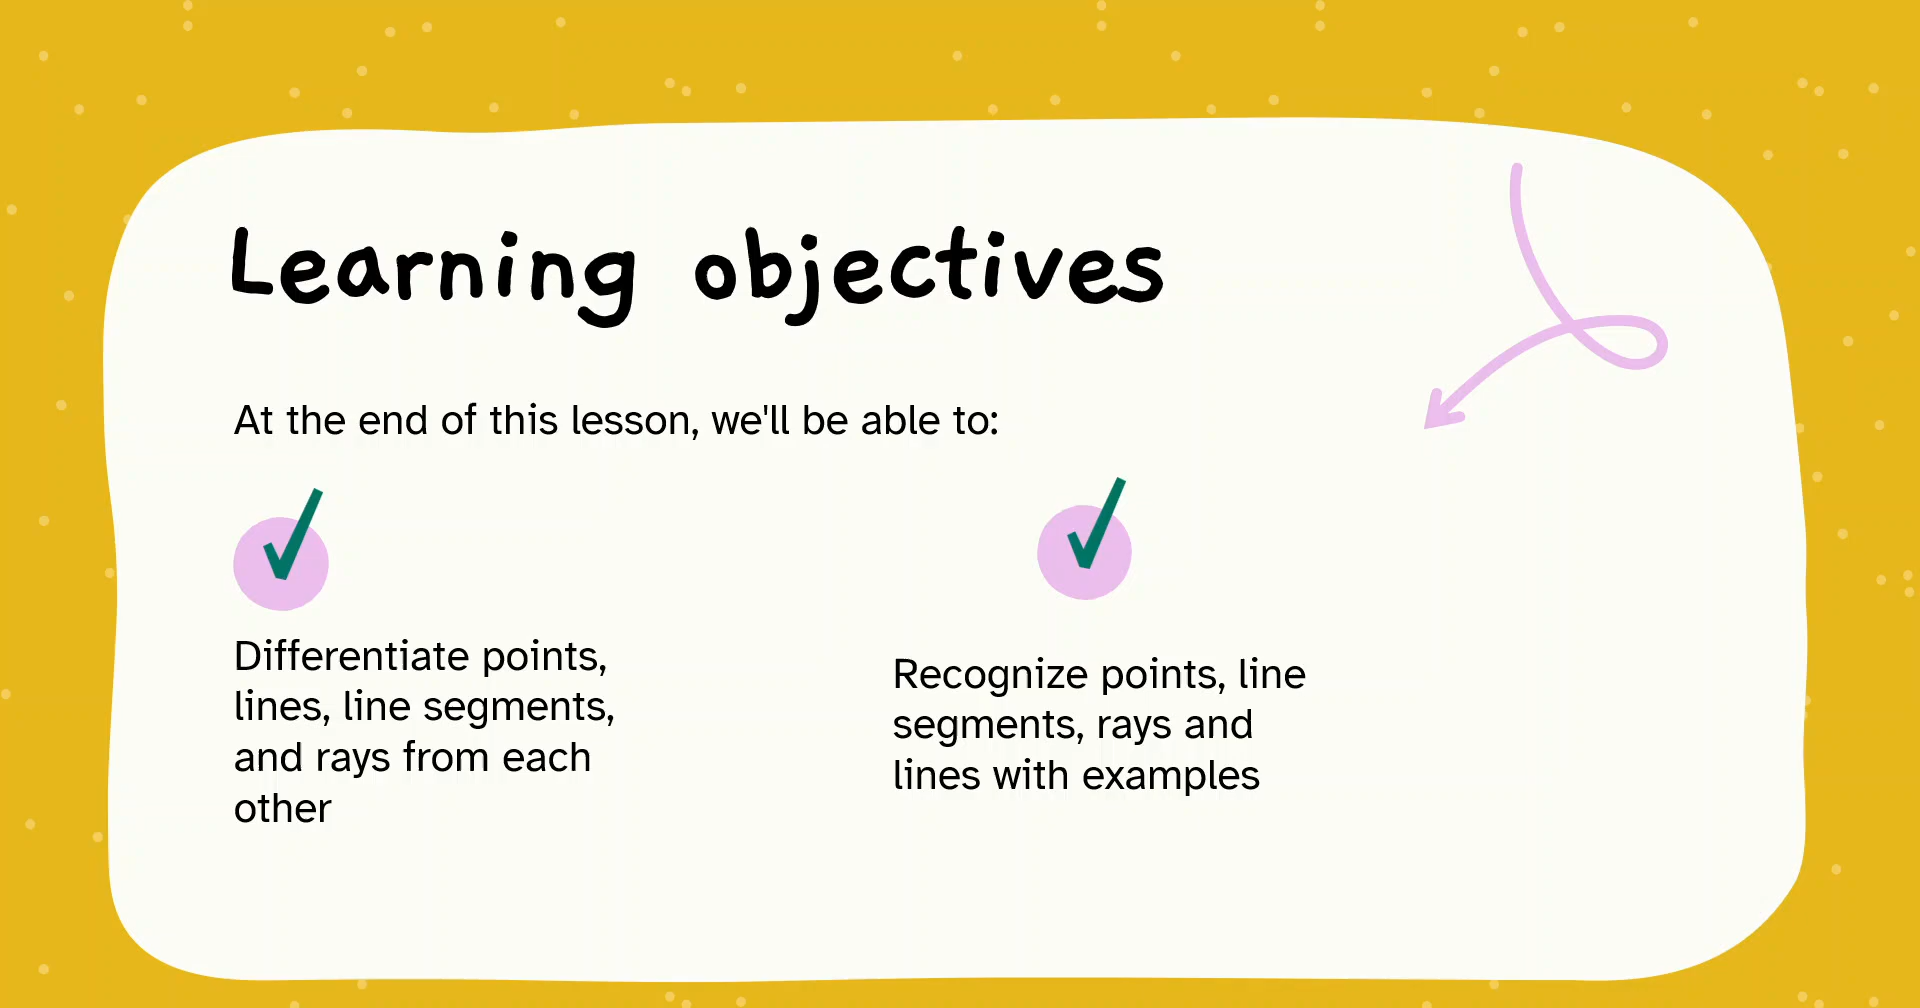 Learning objectives
At the end of this lesson, we'll be able to:
Differentiate points,
lines, line segments,
and rays from each
other
Recognize points, line
segments, rays and
lines with examples